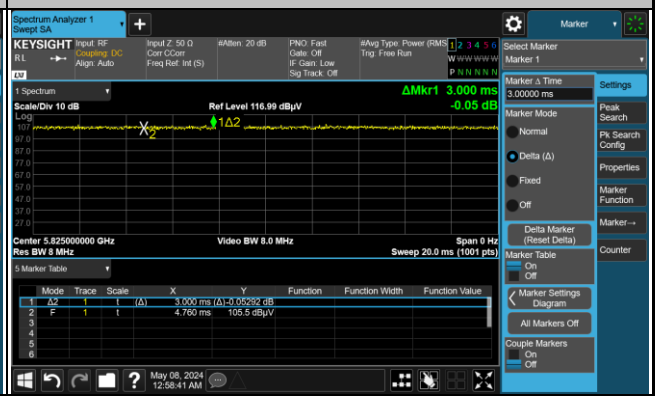 Spectrum Analyzer 1
Swept SA
+
Marker
KEYSIGHT
RL
LXI
Input: RF
Coupling: DC
Align: Auto
Input Z: 50 Ω
Corr CCorr
Freq Ref: Int (S)
#Atten: 20 dB
PNO: Fast
Gate: Off
IF Gain: Low
Sig Track: Off
#Avg Type: Power (RMS
Trig: Free Run
1 2 3 4 5 6
W W W W W W
P N N N N N
Select Marker
Marker 1
1 Spectrum
ΔMkr1 3.000 ms
-0.05 dB
Scale/Div 10 dB
Ref Level 116.99 dBµV
Log
107
97.0
87.0
77.0
67.0
57.0
47.0
37.0
27.0
X2
1Δ2
Center 5.825000000 GHz
Video BW 8.0 MHz
Span 0 Hz
Res BW 8 MHz
Sweep 20.0 ms (1001 pts)
5 Marker Table
Mode Trace Scale X Y Function Function Width Function Value
1 Δ2 1 t (Δ) 3.000 ms (Δ) -0.05292 dB
2 F 1 t 4.760 ms 105.5 dBµV
3
4
5
6
Marker Δ Time
3.00000 ms
Marker Mode
Normal
Delta (Δ)
Fixed
Off
Delta Marker
(Reset Delta)
Marker Table
On
Off
Marker Settings
Diagram
All Markers Off
Couple Markers
On
Off
Settings
Peak
Search
Pk Search
Config
Properties
Marker
Function
Marker→
Counter
?
May 08, 2024
12:58:41 AM